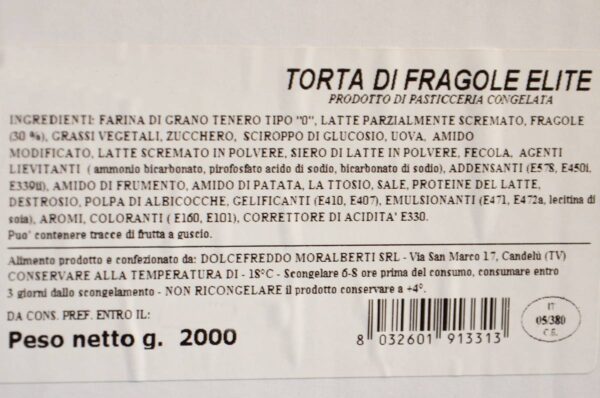 TORTA DI FRAGOLE ELITE
PRODOTTO DI PASTICCERIA CONGELATA
INGREDIENTI: FARINA DI GRANO TENERO TIPO "0", LATTE PARZIALMENTE SCREMATO, FRAGOLE
(30 %), GRASSI VEGETALI, ZUCCHERO, SCIROPPO DI GLUCOSIO, UOVA, AMIDO
MODIFICATO, LATTE SCREMATO IN POLVERE, SIERO DI LATTE IN POLVERE, FECOLA, AGENTI
LIEVITANTI ( ammonio bicarbonato, pirofosfato acido di sodio, bicarbonato di sodio), ADDENSANTI (E578, E450i,
E339ii), AMIDO DI FRUMENTO, AMIDO DI PATATA, LA TTOSIO, SALE, PROTEINE DEL LATTE,
DESTROSIO, POLPA DI ALBICOCCHE, GELIFICANTI (E410, E407), EMULSIONANTI (E471, E472a, lecitina di
soia), AROMI, COLORANTI ( E160, E101), CORRETTORE DI ACIDITA' E330.
Puo' contenere tracce di frutta a guscio.
Alimento prodotto e confezionato da: DOLCEFREDDO MORALBERTI SRL - Via San Marco 17, Candelù (TV)
CONSERVARE ALLA TEMPERATURA DI - 18°C - Scongelare 6-8 ore prima del consumo, consumare entro
3 giorni dallo scongelamento - NON RICONGELARE il prodotto conservare a +4°.
DA CONS. PREF. ENTRO IL:
Peso netto g. 2000
8 032601 913313
IT
05/380
C.E.